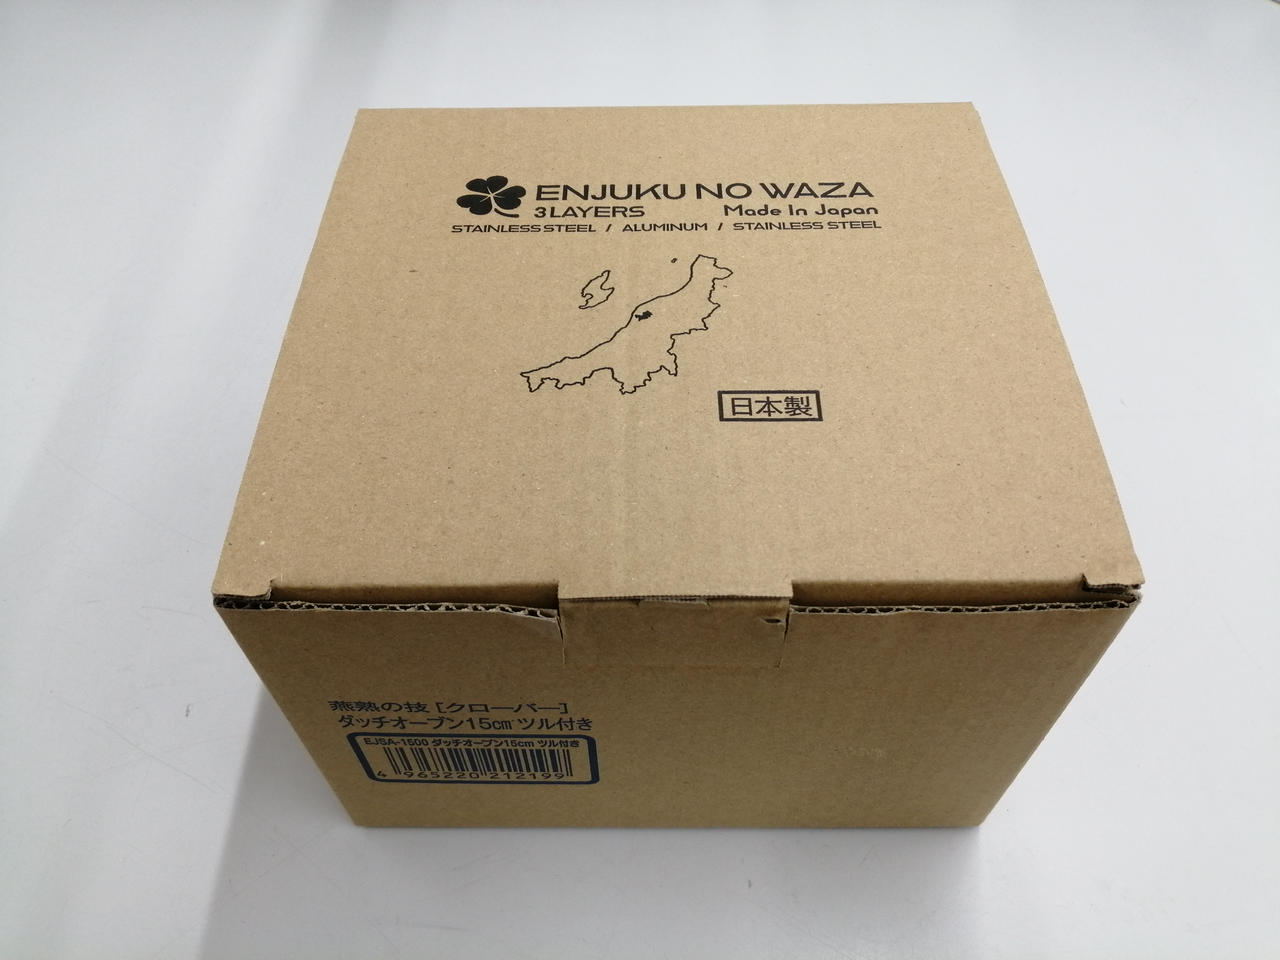 ENJUKU NO WAZA
3 LAYERS Made In Japan
STAINLESS STEEL / ALUMINUM / STAINLESS STEEL
日本製
燕熟の技 [クローバー]
ダッチオーブン15cm ツル付き
EJSA-1500 ダッチオーブン15cm ツル付き
4 965220 212199